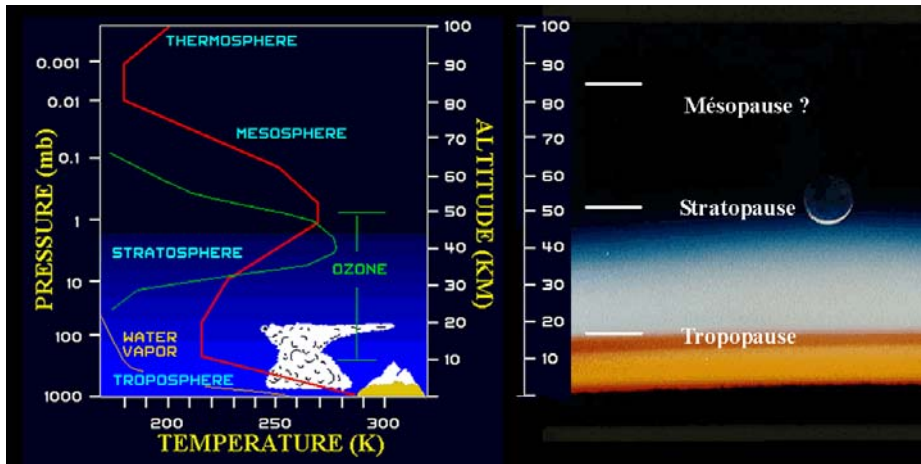 THERMOSPHERE
MESOSPHERE
STRATOSPHERE
OZONE
WATER
VAPOR
TROPOSPHERE
PRESSURE (mb)
0.001
0.01
0.1
1
10
100
1000
TEMPERATURE (K)
200
250
300
ALTITUDE (KM)
100
90
80
70
60
50
40
30
20
10
100
90
80
70
60
50
40
30
20
10
Mésopause ?
Stratopause
Tropopause